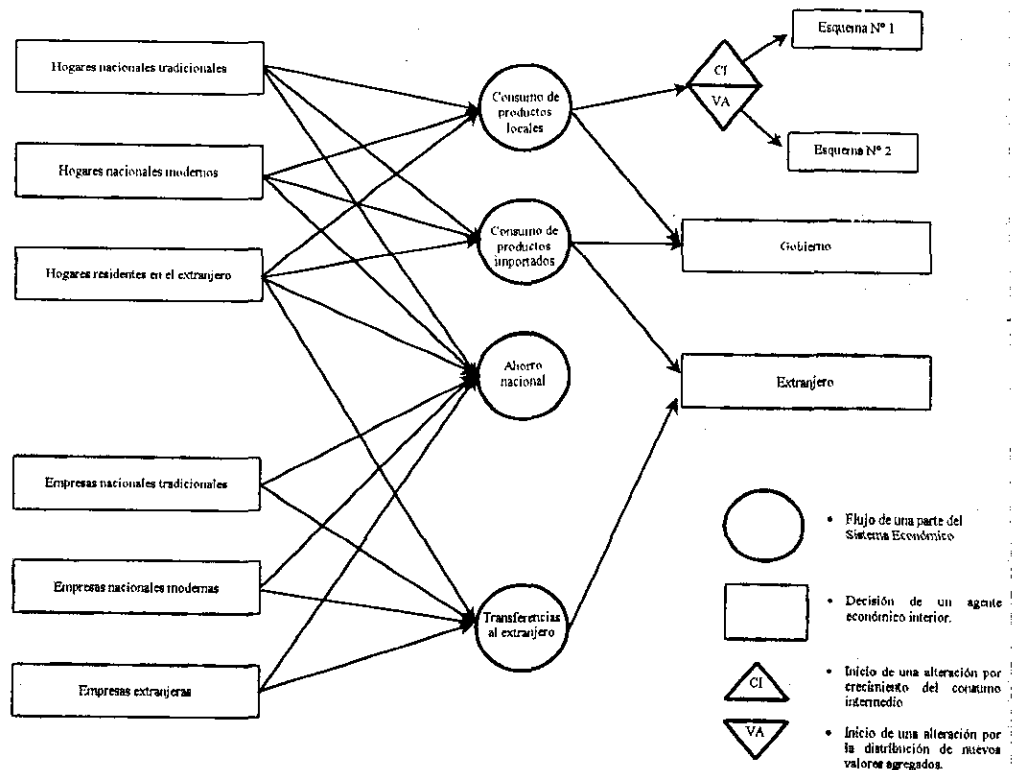 Hogares nacionales tradicionales
Hogares nacionales modernos
Hogares residentes en el extranjero
Empresas nacionales tradicionales
Empresas nacionales modernas
Empresas extranjeras
Consumo de
productos
locales
Consumo de
productos
importados
Ahorro
nacional
Transferencias
al extranjero
CI
VA
Esquema Nº 1
Esquema Nº 2
Gobierno
Extranjero
• Flujo de una parte del
Sistema Económico
• Decisión de un agente
económico interior.
CI
• Inicio de una alteración por
crecimiento del consumo
intermedio
VA
• Inicio de una alteración por
la distribución de nuevos
valores agregados.